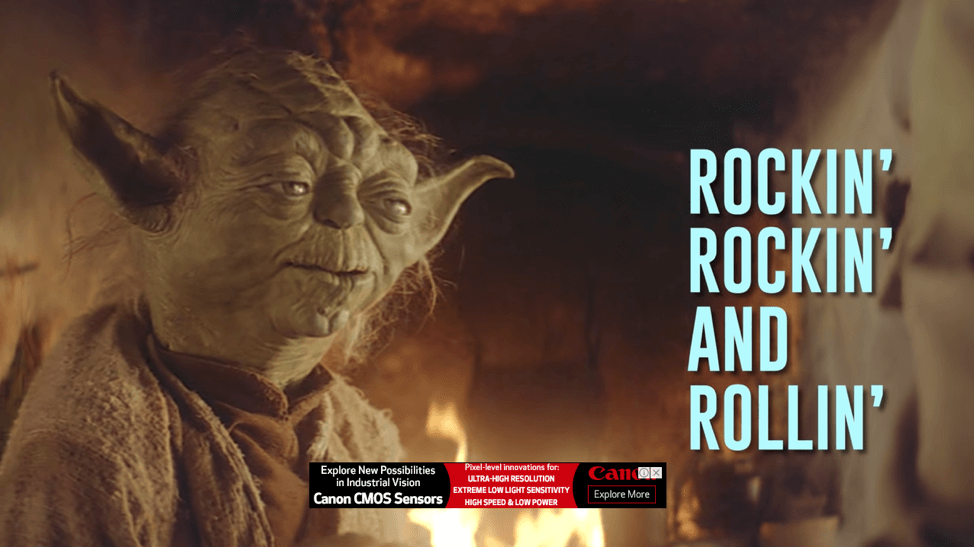 ROCKIN’
ROCKIN’
AND
ROLLIN’
Explore New Possibilities
in Industrial Vision
Canon CMOS Sensors
Pixel-level innovations for:
ULTRA-HIGH RESOLUTION
EXTREME LOW LIGHT SENSITIVITY
HIGH SPEED & LOW POWER
Explore More